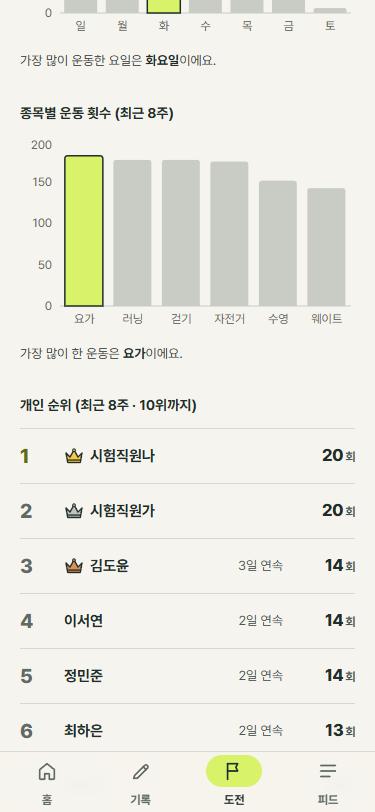 0
일 월 화 수 목 금 토
가장 많이 운동한 요일은 화요일이에요.
종목별 운동 횟수 (최근 8주)
200
150
100
50
0
요가 러닝 걷기 자전거 수영 웨이트
가장 많이 한 운동은 요가이에요.
개인 순위 (최근 8주 · 10위까지)
1 시험직원나 20회
2 시험직원가 20회
3 김도윤 3일 연속 14회
4 이서연 2일 연속 14회
5 정민준 2일 연속 14회
6 최하은 2일 연속 13회
홈 기록 도전 피드